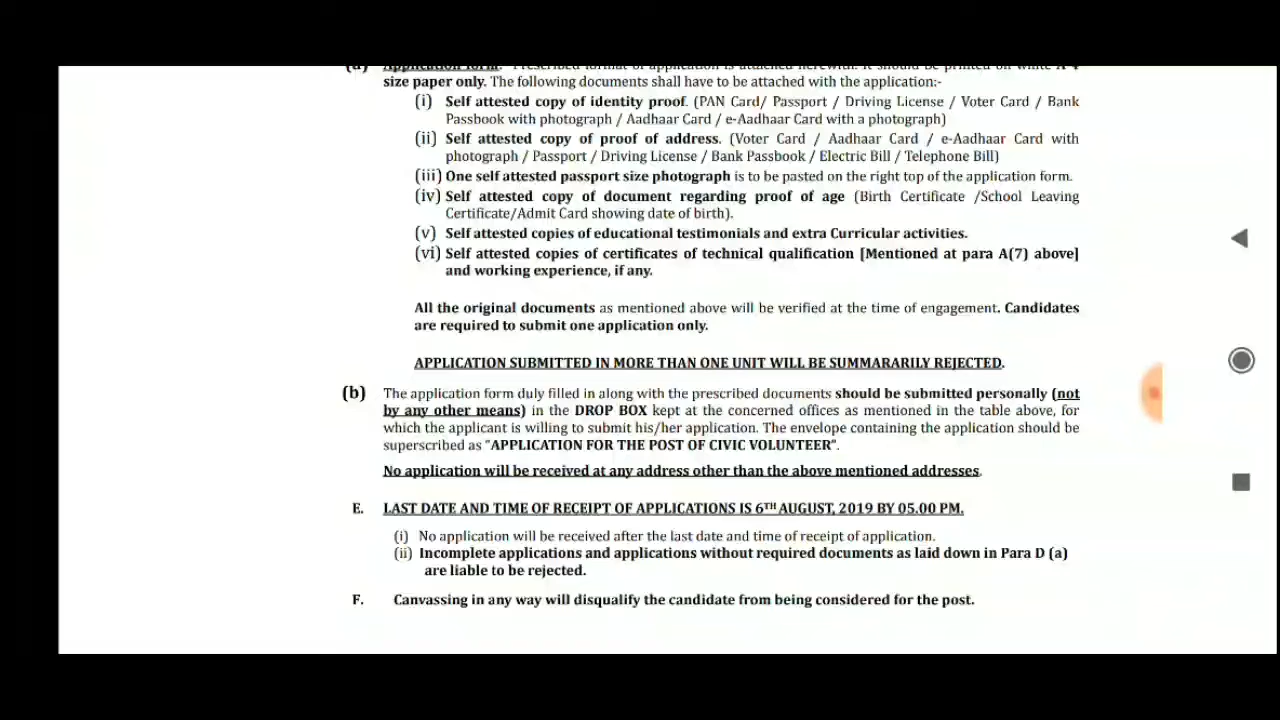 size paper only. The following documents shall have to be attached with the application:-
(i) Self attested copy of identity proof. (PAN Card/ Passport / Driving License / Voter Card / Bank
Passbook with photograph / Aadhaar Card / e-Aadhaar Card with a photograph)
(ii) Self attested copy of proof of address. (Voter Card / Aadhaar Card / e-Aadhaar Card with
photograph / Passport / Driving License / Bank Passbook / Electric Bill / Telephone Bill)
(iii) One self attested passport size photograph is to be pasted on the right top of the application form.
(iv) Self attested copy of document regarding proof of age (Birth Certificate /School Leaving
Certificate/Admit Card showing date of birth).
(v) Self attested copies of educational testimonials and extra Curricular activities.
(vi) Self attested copies of certificates of technical qualification [Mentioned at para A(7) above]
and working experience, if any.
All the original documents as mentioned above will be verified at the time of engagement. Candidates
are required to submit one application only.
APPLICATION SUBMITTED IN MORE THAN ONE UNIT WILL BE SUMMARARILY REJECTED.
(b) The application form duly filled in along with the prescribed documents should be submitted personally (not
by any other means) in the DROP BOX kept at the concerned offices as mentioned in the table above, for
which the applicant is willing to submit his/her application. The envelope containing the application should be
superscribed as "APPLICATION FOR THE POST OF CIVIC VOLUNTEER".
No application will be received at any address other than the above mentioned addresses.
E. LAST DATE AND TIME OF RECEIPT OF APPLICATIONS IS 6TH AUGUST, 2019 BY 05.00 PM.
(i) No application will be received after the last date and time of receipt of application.
(ii) Incomplete applications and applications without required documents as laid down in Para D (a)
are liable to be rejected.
F. Canvassing in any way will disqualify the candidate from being considered for the post.